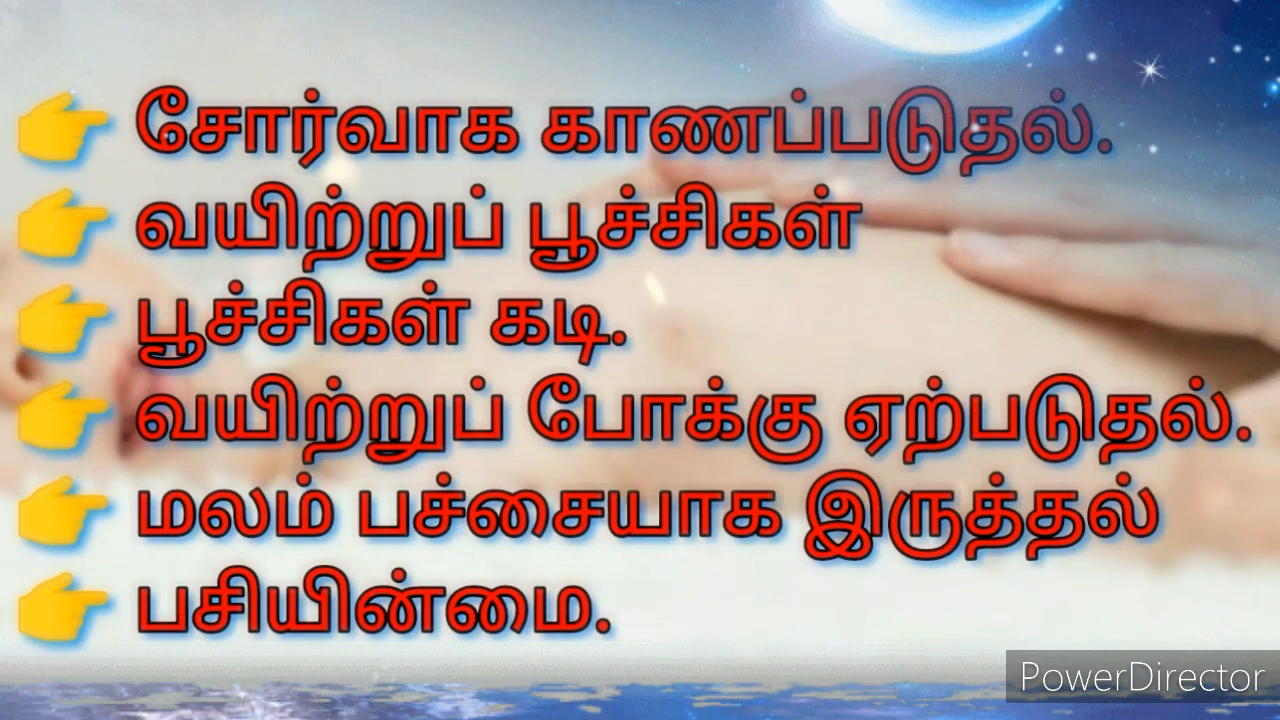 👉 சோர்வாக காணப்படுதல்.
👉 வயிற்றுப் பூச்சிகள்
👉 பூச்சிகள் கடி.
👉 வயிற்றுப் போக்கு ஏற்படுதல்.
👉 மலம் பச்சையாக இருத்தல்
👉 பசியின்மை.
PowerDirector